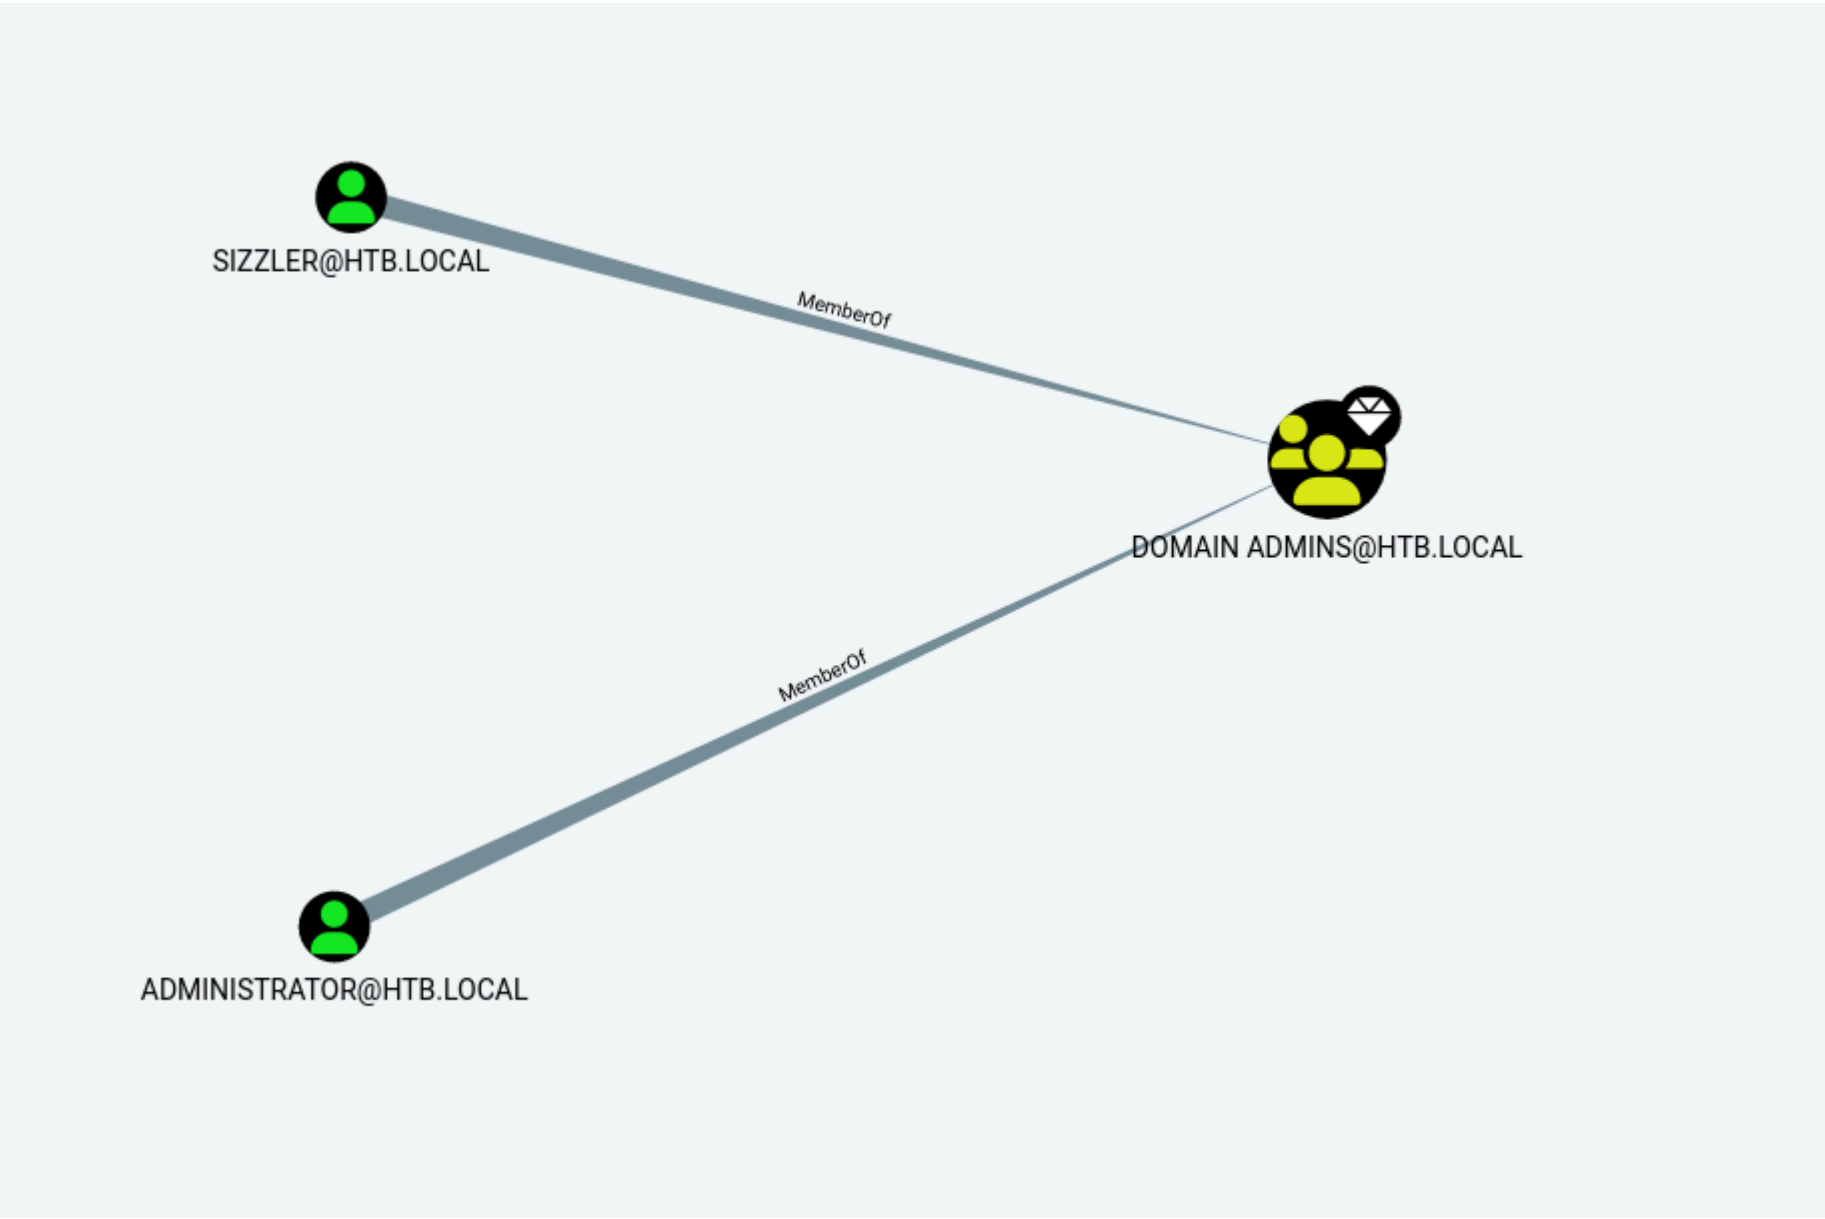 SIZZLER@HTB.LOCAL
MemberOf
DOMAIN ADMINS@HTB.LOCAL
MemberOf
ADMINISTRATOR@HTB.LOCAL